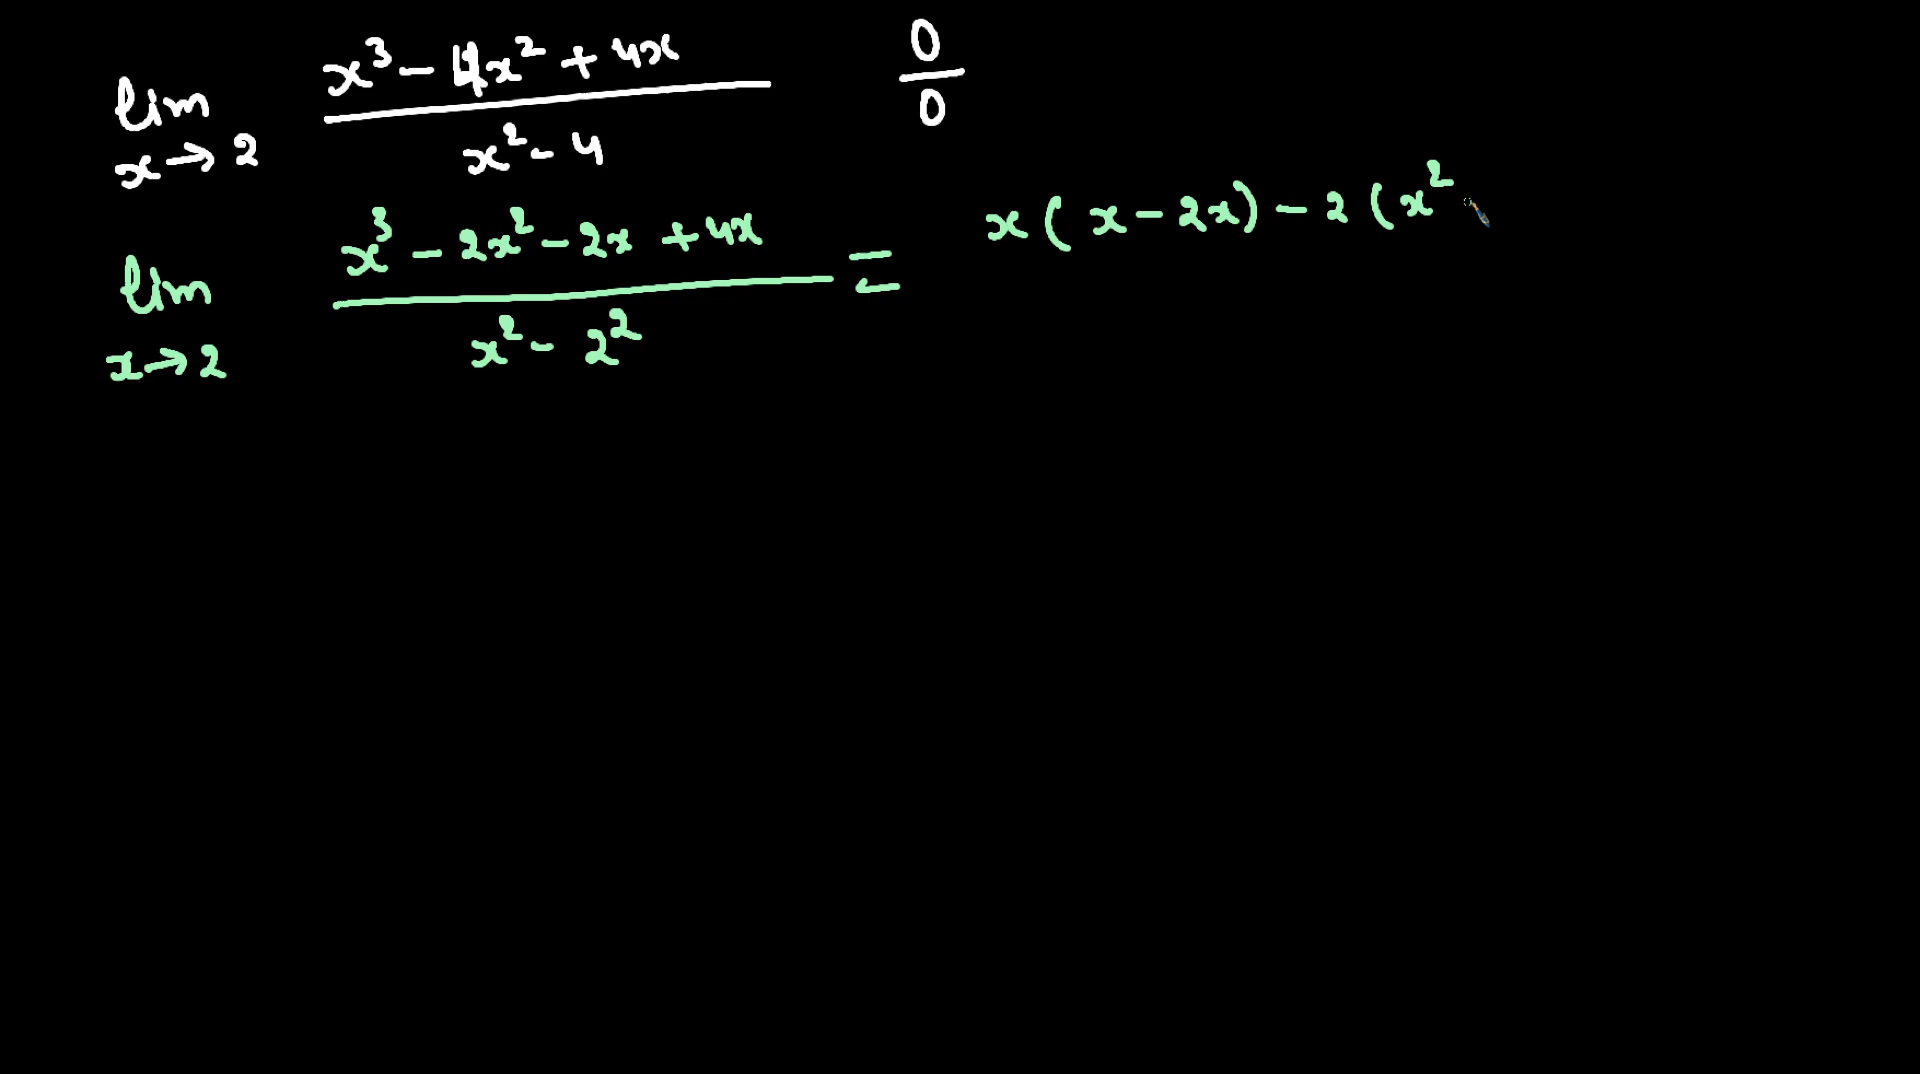 lim x→2 (x³ - 4x² + 4x)/(x² - 4) 0/0
lim x→2 (x³ - 2x² - 2x + 4x)/(x² - 2²) = x(x - 2x) - 2(x²